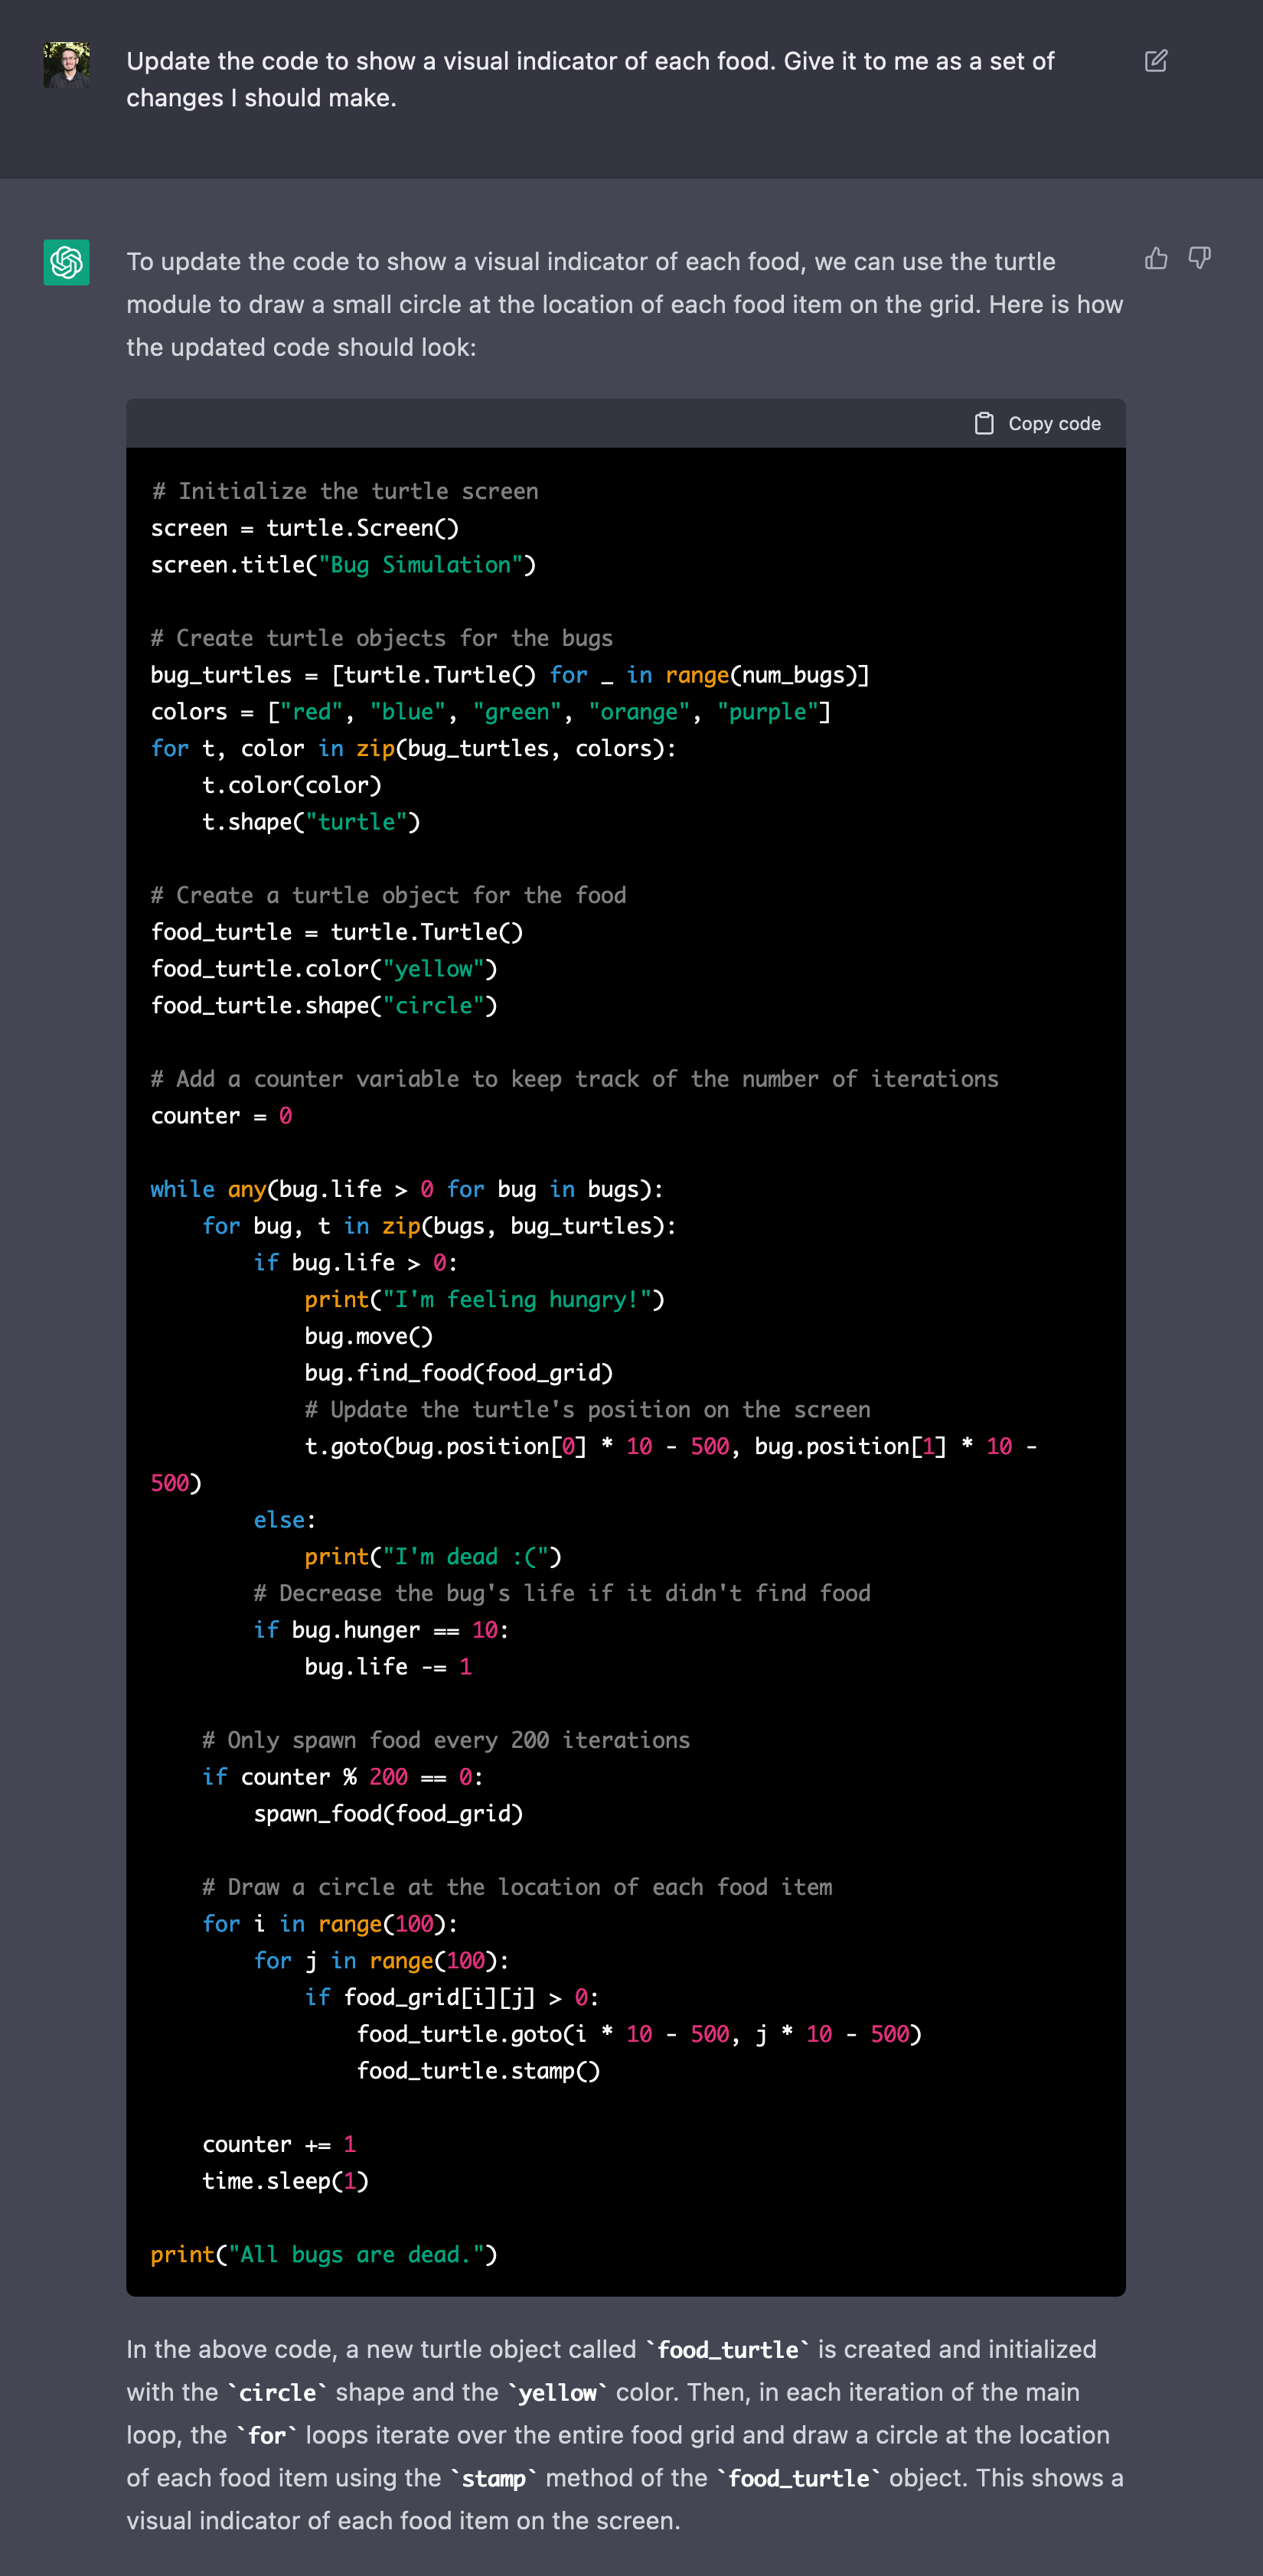 Update the code to show a visual indicator of each food. Give it to me as a set of
changes I should make.
To update the code to show a visual indicator of each food, we can use the turtle
module to draw a small circle at the location of each food item on the grid. Here is how
the updated code should look:
Copy code
# Initialize the turtle screen
screen = turtle.Screen()
screen.title("Bug Simulation")
# Create turtle objects for the bugs
bug_turtles = [turtle.Turtle() for _ in range(num_bugs)]
colors = ["red", "blue", "green", "orange", "purple"]
for t, color in zip(bug_turtles, colors):
    t.color(color)
    t.shape("turtle")
# Create a turtle object for the food
food_turtle = turtle.Turtle()
food_turtle.color("yellow")
food_turtle.shape("circle")
# Add a counter variable to keep track of the number of iterations
counter = 0
while any(bug.life > 0 for bug in bugs):
    for bug, t in zip(bugs, bug_turtles):
        if bug.life > 0:
            print("I'm feeling hungry!")
            bug.move()
            bug.find_food(food_grid)
            # Update the turtle's position on the screen
            t.goto(bug.position[0] * 10 - 500, bug.position[1] * 10 -
500)
        else:
            print("I'm dead :(")
        # Decrease the bug's life if it didn't find food
        if bug.hunger == 10:
            bug.life -= 1
    # Only spawn food every 200 iterations
    if counter % 200 == 0:
        spawn_food(food_grid)
    # Draw a circle at the location of each food item
    for i in range(100):
        for j in range(100):
            if food_grid[i][j] > 0:
                food_turtle.goto(i * 10 - 500, j * 10 - 500)
                food_turtle.stamp()
    counter += 1
    time.sleep(1)
print("All bugs are dead.")
In the above code, a new turtle object called `food_turtle` is created and initialized
with the `circle` shape and the `yellow` color. Then, in each iteration of the main
loop, the `for` loops iterate over the entire food grid and draw a circle at the location
of each food item using the `stamp` method of the `food_turtle` object. This shows a
visual indicator of each food item on the screen.